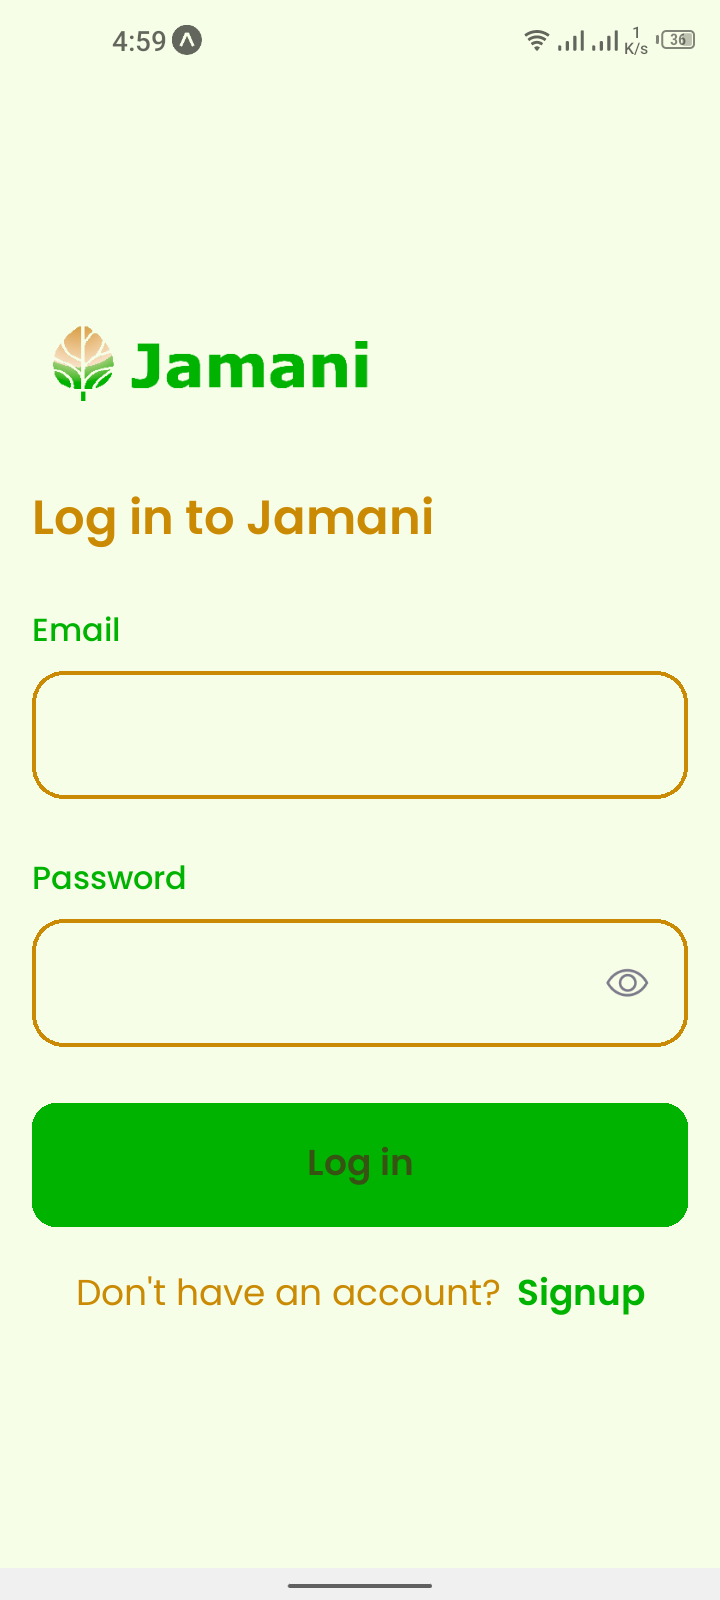 4:59
1
K/s
36
Jamani
Log in to Jamani
Email
Password
Log in
Don't have an account? Signup